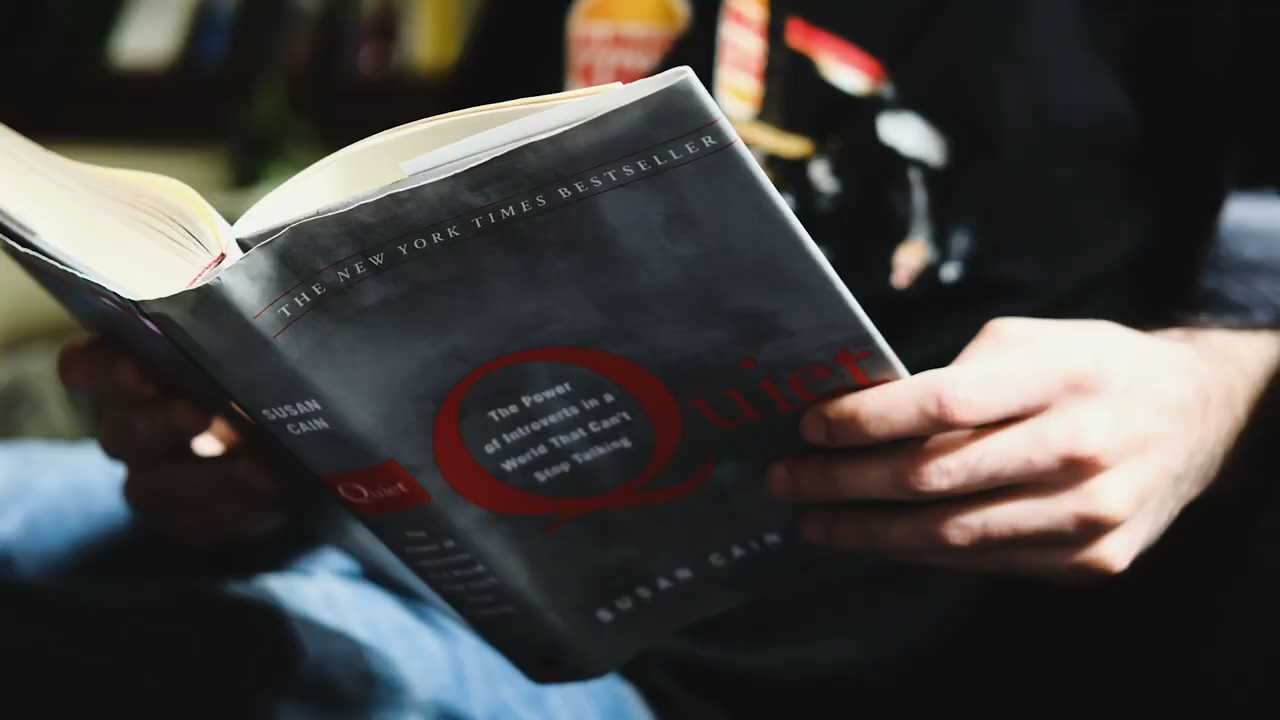 THE NEW YORK TIMES BESTSELLER
Quiet
The Power
of Introverts in a
World That Can't
Stop Talking
SUSAN CAIN
SUSAN
CAIN
Quiet